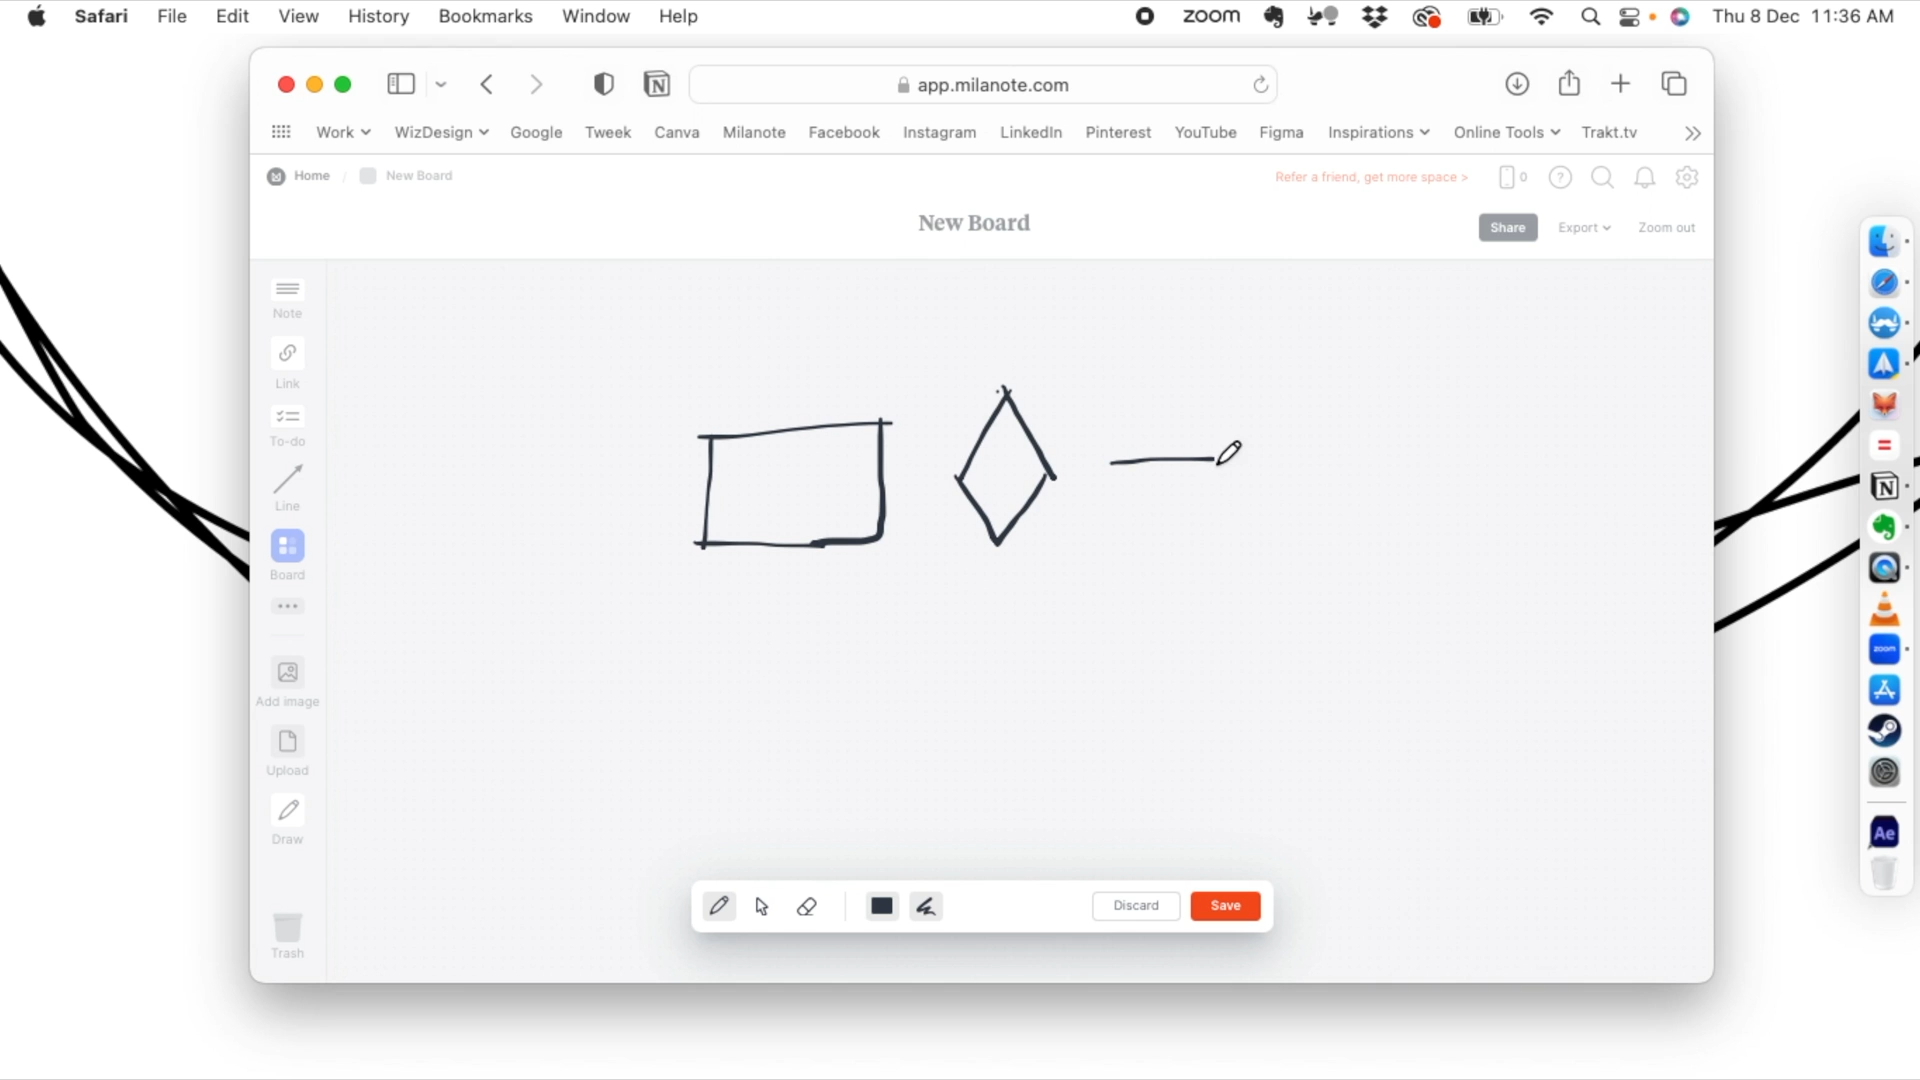 Safari File Edit View History Bookmarks Window Help zoom Thu 8 Dec 11:36 AM
app.milanote.com
Work WizDesign Google Tweek Canva Milanote Facebook Instagram LinkedIn Pinterest YouTube Figma Inspirations Online Tools Trakt.tv
Home / New Board Refer a friend, get more space > 0
New Board
Share Export Zoom out
Note
Link
To-do
Line
Board
Add image
Upload
Draw
Trash
Discard Save
zoom
Ae